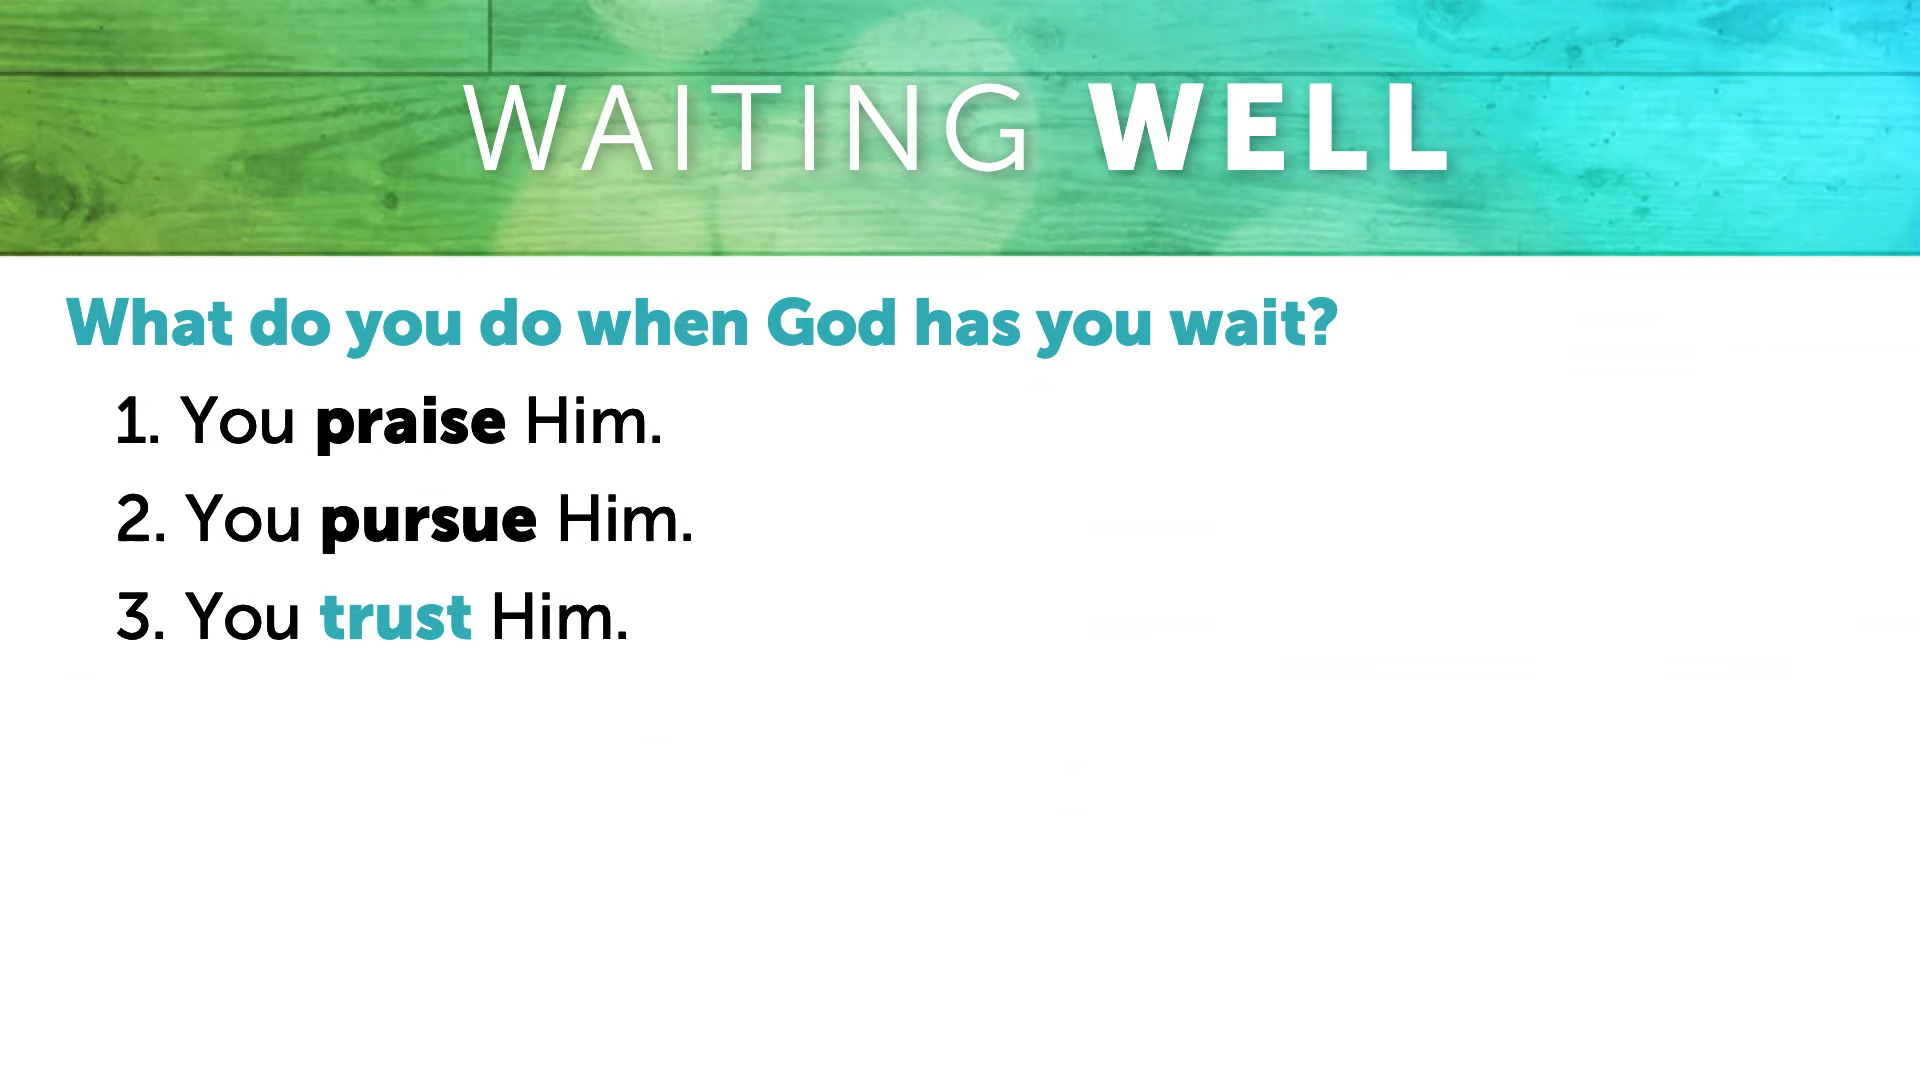 WAITING WELL
What do you do when God has you wait?
1. You praise Him.
2. You pursue Him.
3. You trust Him.